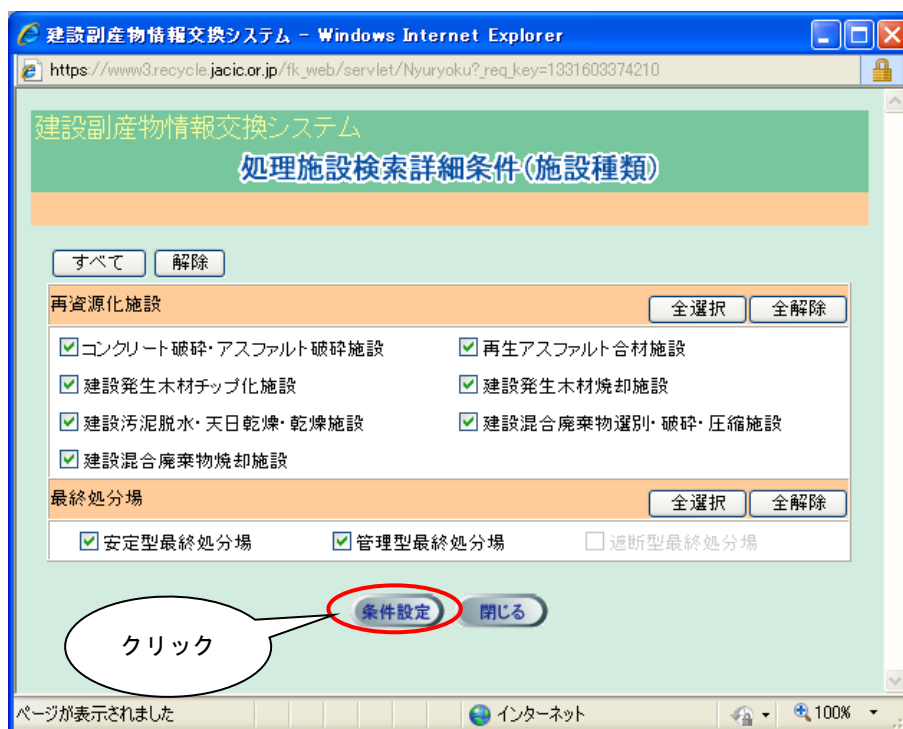 建設副産物情報交換システム - Windows Internet Explorer
https://www3.recycle.jacic.or.jp/fk_web/servlet/Nyuryoku?_req_key=1331603374210
建設副産物情報交換システム
処理施設検索詳細条件(施設種類)
すべて 解除
再資源化施設 全選択 全解除
コンクリート破砕・アスファルト破砕施設 再生アスファルト合材施設
建設発生木材チップ化施設 建設発生木材焼却施設
建設汚泥脱水・天日乾燥・乾燥施設 建設混合廃棄物選別・破砕・圧縮施設
建設混合廃棄物焼却施設
最終処分場 全選択 全解除
安定型最終処分場 管理型最終処分場 遮断型最終処分場
条件設定 閉じる
クリック
ページが表示されました インターネット 100%